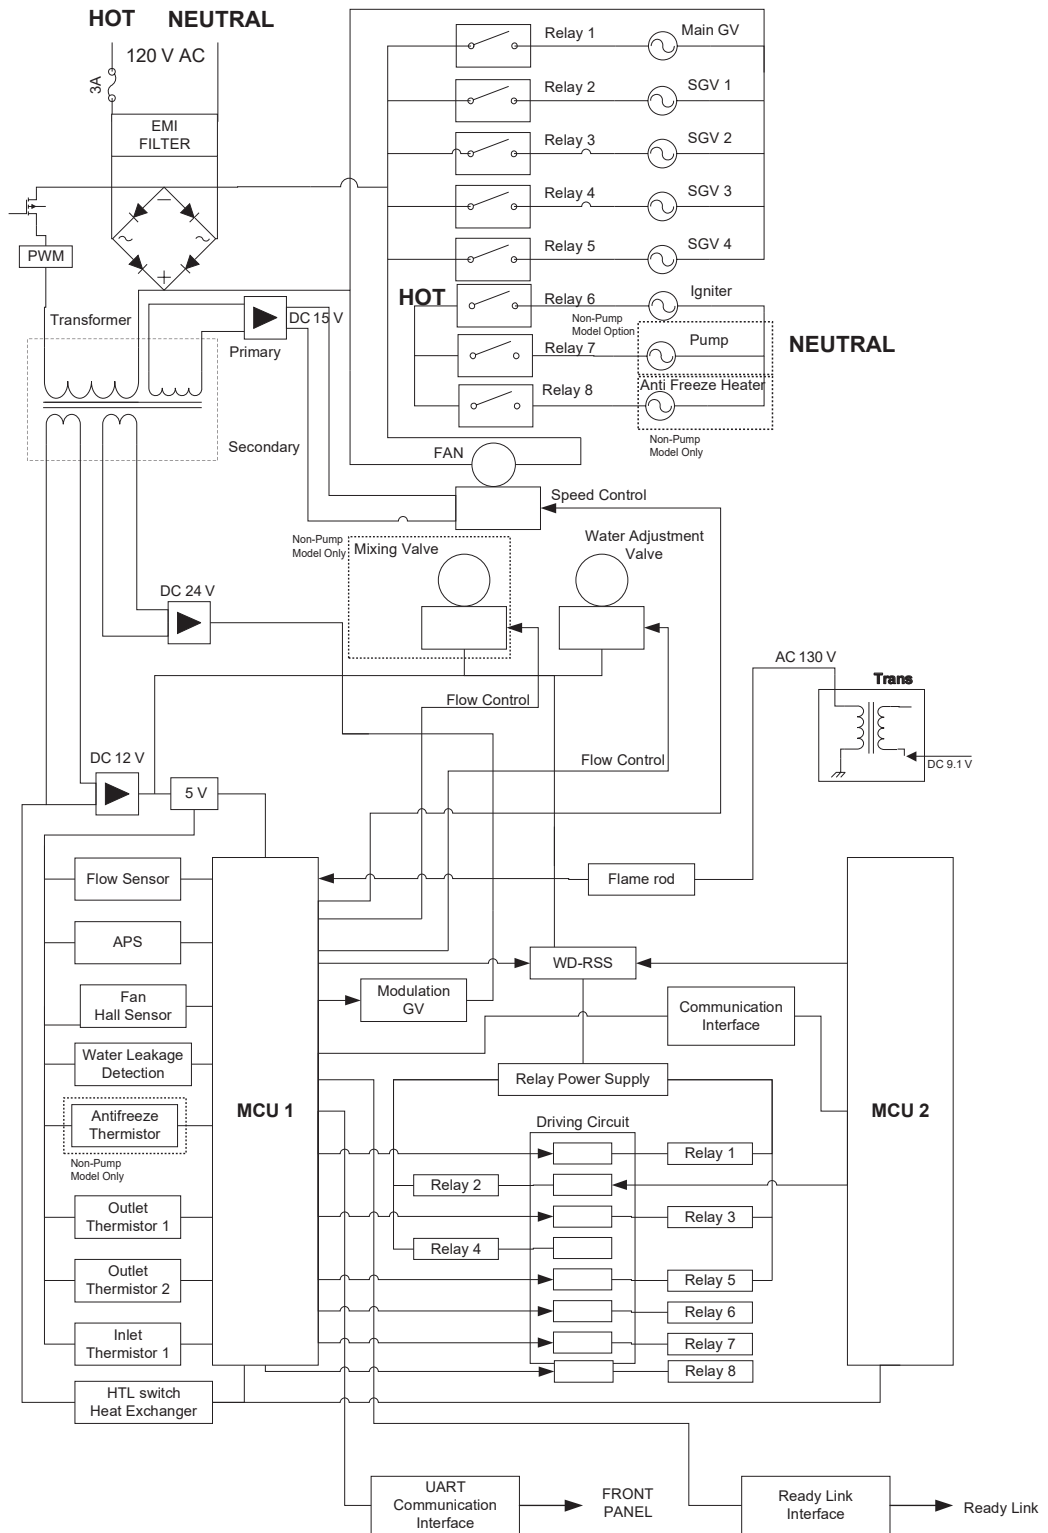 HOT NEUTRAL
120 V AC
3A
EMI
FILTER
PWM
Transformer
DC 15 V
Primary
Secondary
Relay 1
Main GV
Relay 2
SGV 1
Relay 3
SGV 2
Relay 4
SGV 3
Relay 5
SGV 4
HOT
Relay 6
Igniter
Non-Pump
Model Option
Relay 7
Pump
NEUTRAL
Relay 8
Anti Freeze Heater
Non-Pump
Model Only
FAN
Speed Control
Non-Pump
Model Only
Mixing Valve
Water Adjustment
Valve
DC 24 V
Flow Control
Flow Control
AC 130 V
Trans
DC 9.1 V
DC 12 V
5 V
Flow Sensor
APS
Fan
Hall Sensor
Water Leakage
Detection
Antifreeze
Thermistor
Non-Pump
Model Only
Outlet
Thermistor 1
Outlet
Thermistor 2
Inlet
Thermistor 1
HTL switch
Heat Exchanger
MCU 1
Flame rod
WD-RSS
Modulation
GV
Communication
Interface
Relay Power Supply
Driving Circuit
Relay 1
Relay 2
Relay 3
Relay 4
Relay 5
Relay 6
Relay 7
Relay 8
MCU 2
UART
Communication
Interface
FRONT
PANEL
Ready Link
Interface
Ready Link